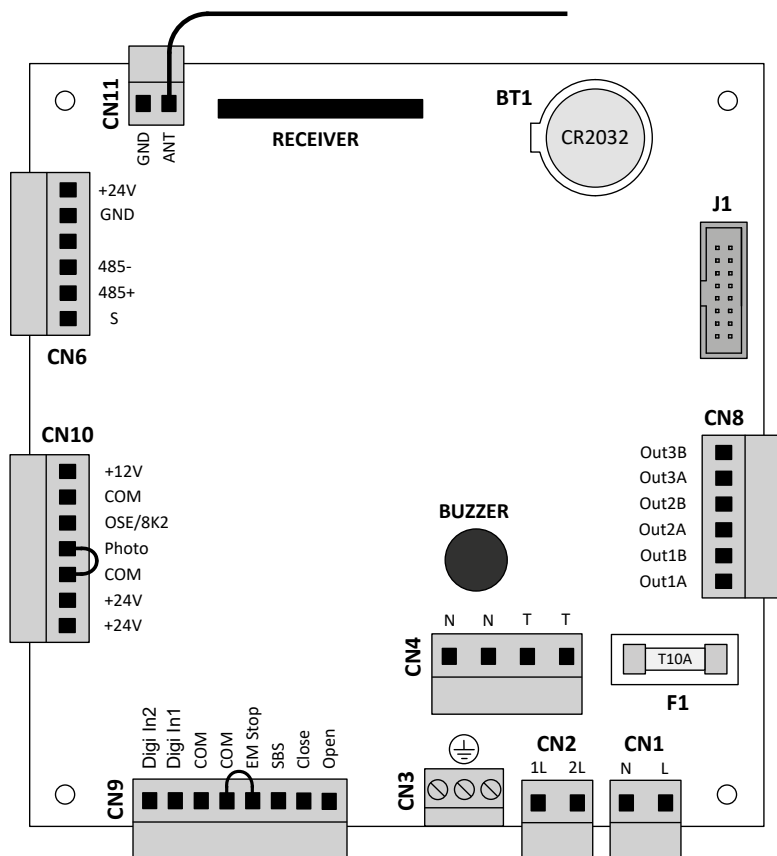 CN11
GND
ANT
RECEIVER
BT1
CR2032
J1
+24V
GND
485-
485+
S
CN6
CN10
+12V
COM
OSE/8K2
Photo
COM
+24V
+24V
CN8
Out3B
Out3A
Out2B
Out2A
Out1B
Out1A
BUZZER
CN4
N N T T
T10A
F1
CN9
Digi In2
Digi In1
COM
COM
EM Stop
SBS
Close
Open
CN3
CN2
1L 2L
CN1
N L